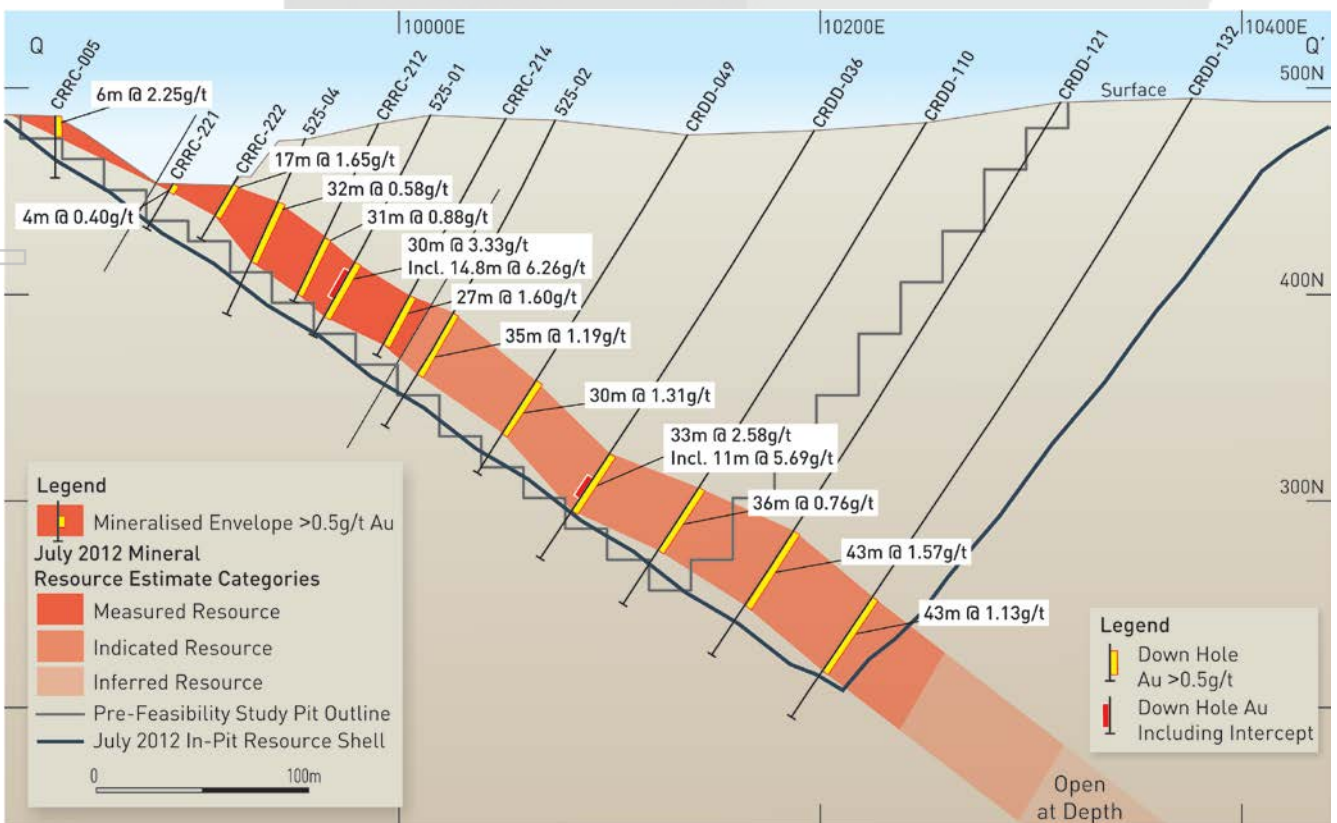 10000E
10200E
10400E
Q
Q'
500N
CRRC-005
CRRC-221
CRRC-222
525-04
CRRC-212
525-01
CRRC-214
525-02
CRDD-049
CRDD-036
CRDD-110
CRDD-121
CRDD-132
Surface
6m @ 2.25g/t
17m @ 1.65g/t
4m @ 0.40g/t
32m @ 0.58g/t
31m @ 0.88g/t
30m @ 3.33g/t
Incl. 14.8m @ 6.26g/t
400N
27m @ 1.60g/t
35m @ 1.19g/t
30m @ 1.31g/t
33m @ 2.58g/t
Incl. 11m @ 5.69g/t
300N
36m @ 0.76g/t
43m @ 1.57g/t
43m @ 1.13g/t
Legend
Mineralised Envelope >0.5g/t Au
July 2012 Mineral
Resource Estimate Categories
Measured Resource
Indicated Resource
Inferred Resource
Pre-Feasibility Study Pit Outline
July 2012 In-Pit Resource Shell
0
100m
Legend
Down Hole
Au >0.5g/t
Down Hole Au
Including Intercept
Open
at Depth